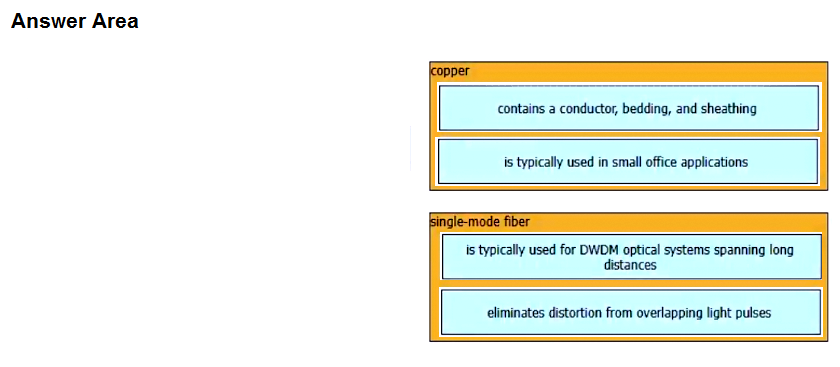 Answer Area
copper
contains a conductor, bedding, and sheathing
is typically used in small office applications
single-mode fiber
is typically used for DWDM optical systems spanning long
distances
eliminates distortion from overlapping light pulses